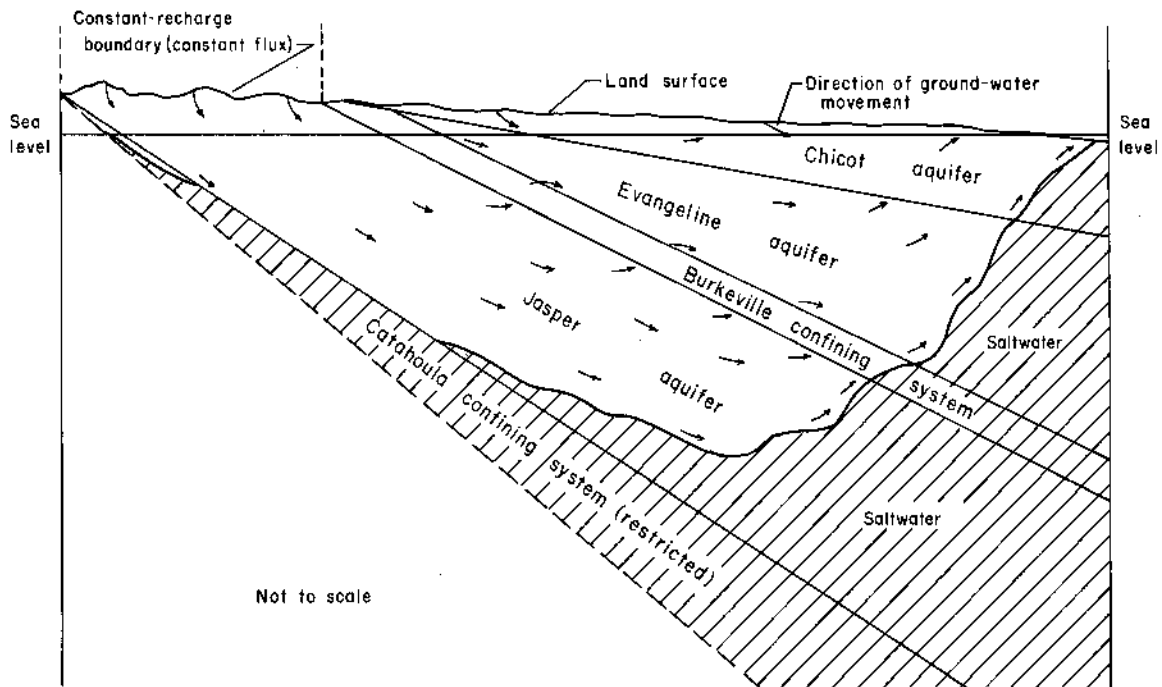 Constant-recharge
boundary (constant flux)
Land surface
Direction of ground-water
movement
Sea
level
Sea
level
Chicot aquifer
Evangeline aquifer
Burkeville confining system
Jasper aquifer
Catahoula confining system (restricted)
Saltwater
Saltwater
Not to scale